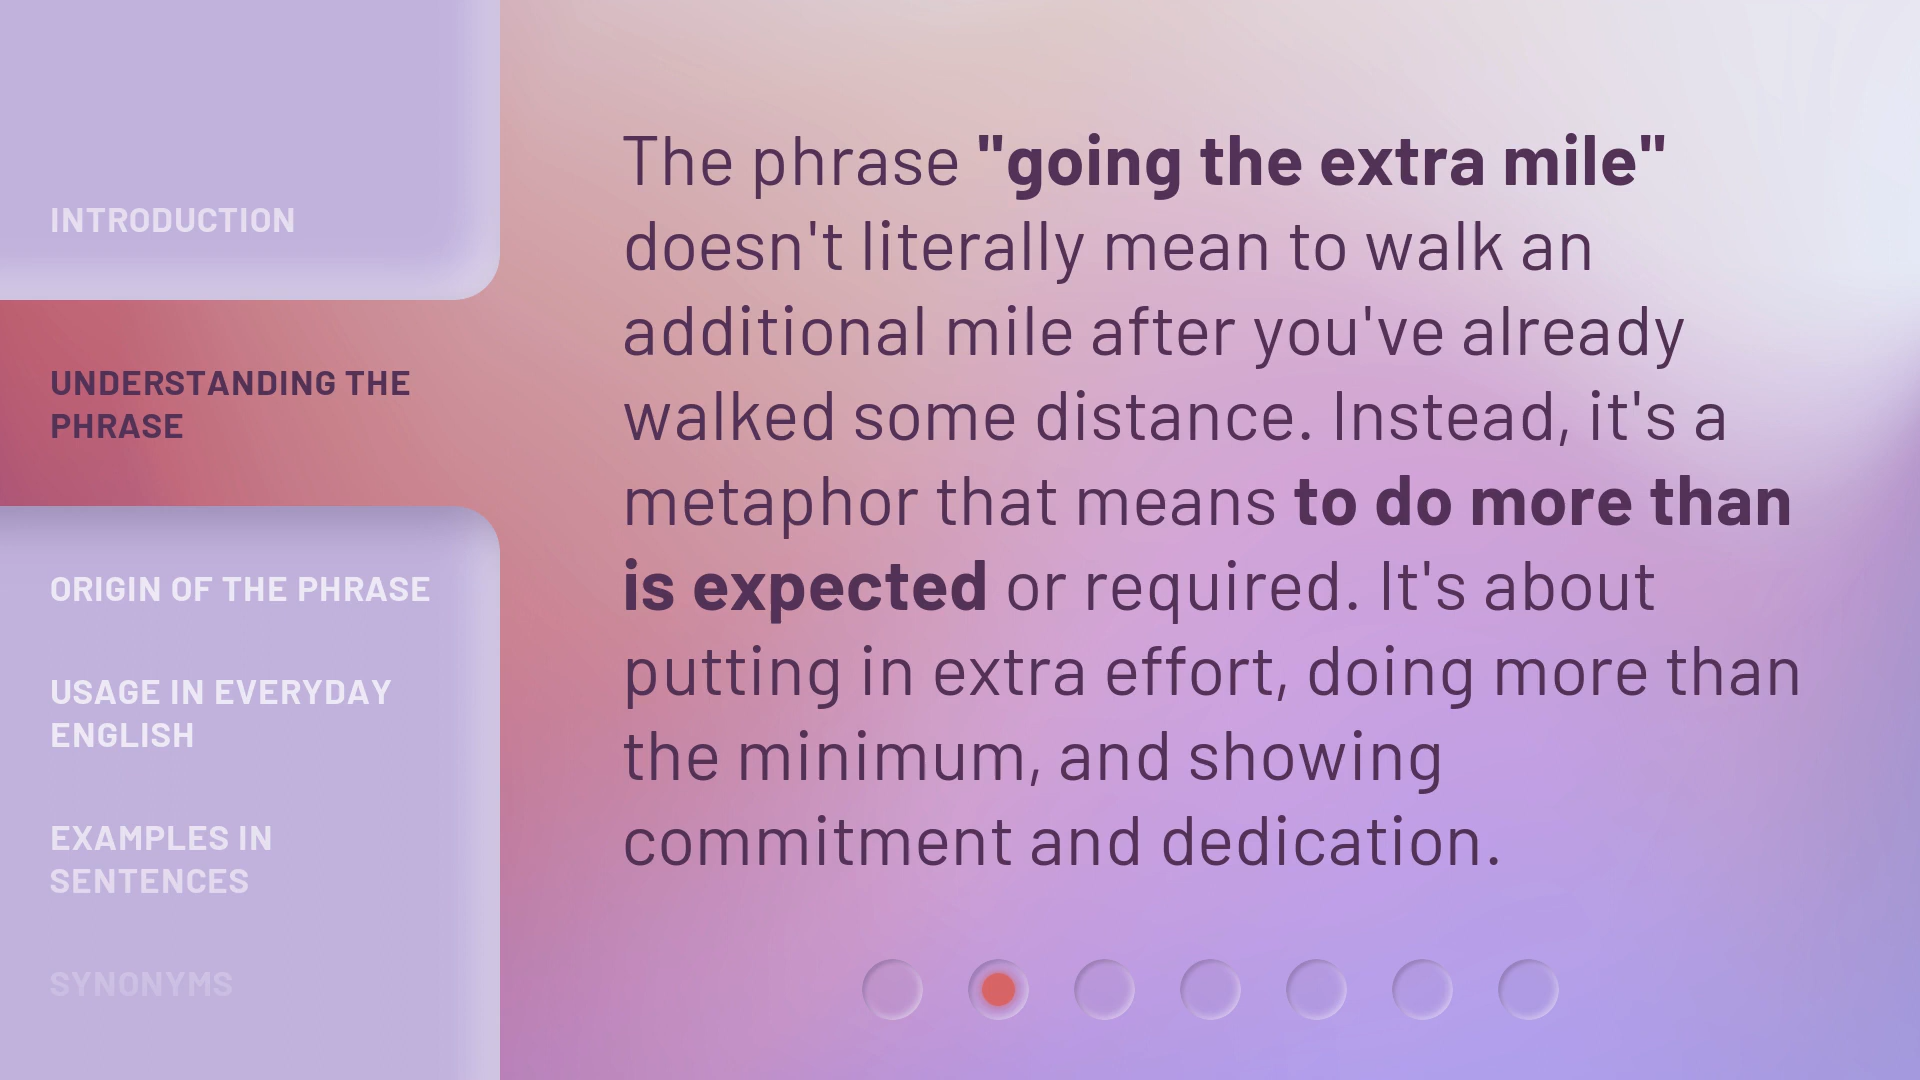 INTRODUCTION
UNDERSTANDING THE
PHRASE
ORIGIN OF THE PHRASE
USAGE IN EVERYDAY
ENGLISH
EXAMPLES IN
SENTENCES
SYNONYMS
The phrase "going the extra mile"
doesn't literally mean to walk an
additional mile after you've already
walked some distance. Instead, it's a
metaphor that means to do more than
is expected or required. It's about
putting in extra effort, doing more than
the minimum, and showing
commitment and dedication.